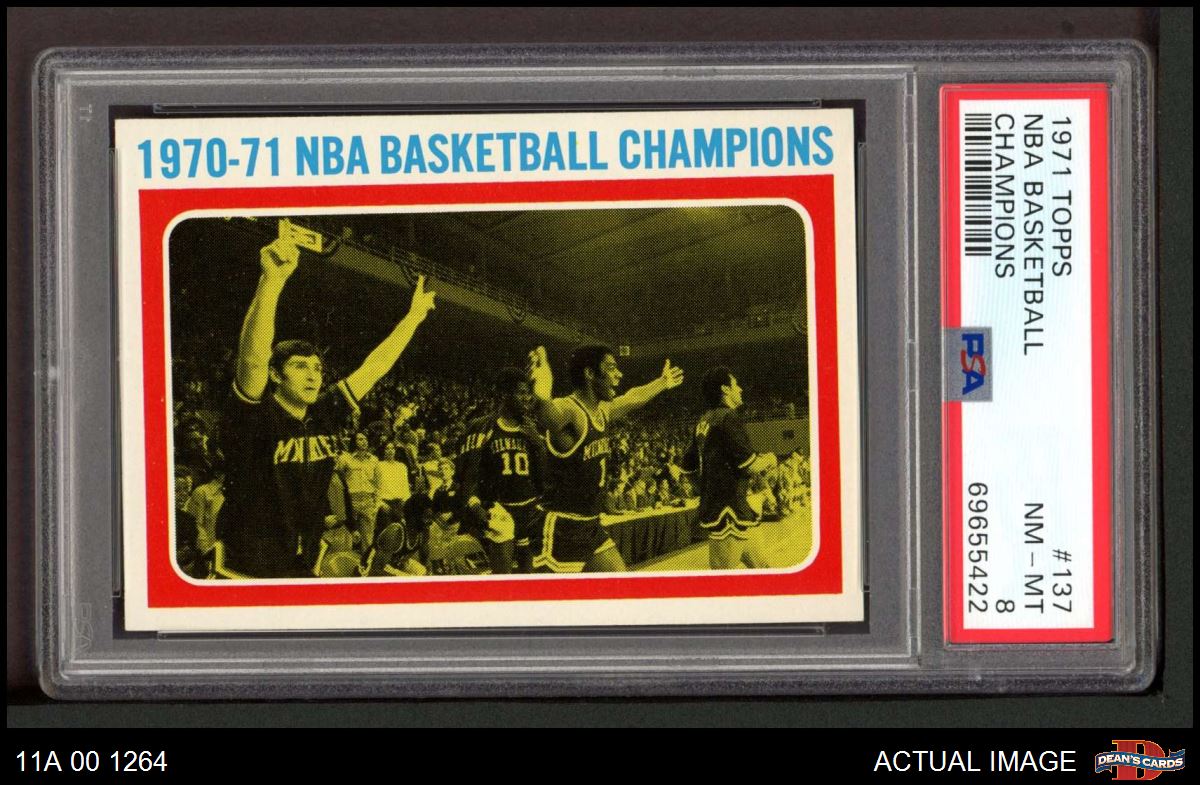 1970-71 NBA BASKETBALL CHAMPIONS
10
1
1971 TOPPS
NBA BASKETBALL
CHAMPIONS
PSA
#137
NM-MT
8
69655422
11A 00 1264
ACTUAL IMAGE
D
DEAN'S CARDS